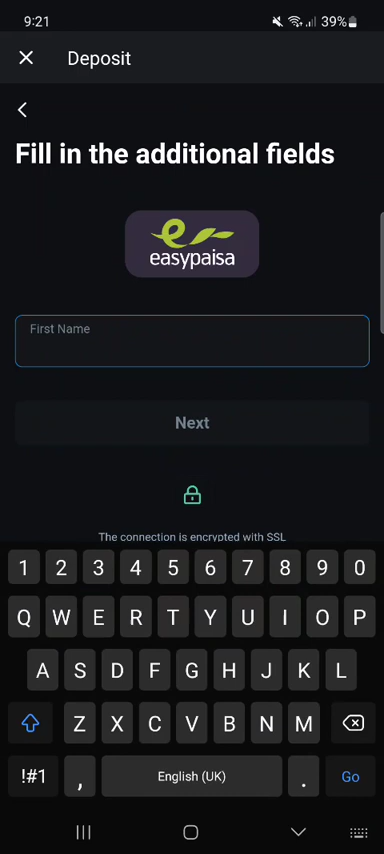 9:21
39%
Deposit
Fill in the additional fields
easypaisa
First Name
Next
The connection is encrypted with SSL
1 2 3 4 5 6 7 8 9 0
Q W E R T Y U I O P
A S D F G H J K L
Z X C V B N M
!#1 , English (UK) . Go